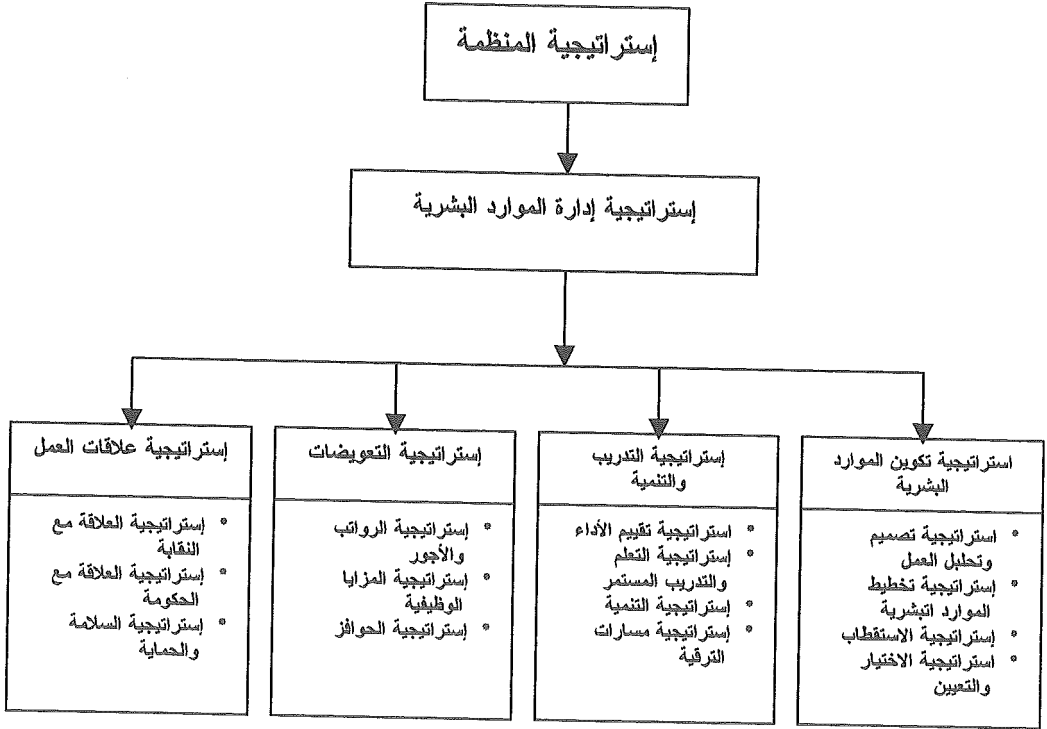 إستراتيجية المنظمة
إستراتيجية إدارة الموارد البشرية
استراتيجية تكوين الموارد
البشرية
* استراتيجية تصميم
وتحليل العمل
* إستراتيجية تخطيط
الموارد البشرية
* إستراتيجية الاستقطاب
* استراتيجية الاختيار
والتعيين
إستراتيجية التدريب
والتنمية
* استراتيجية تقييم الأداء
* إستراتيجية التعلم
والتدريب المستمر
* إستراتيجية التنمية
* إستراتيجية مسارات
الترقية
إستراتيجية التعويضات
* إستراتيجية الرواتب
والأجور
* إستراتيجية المزايا
الوظيفية
* إستراتيجية الحوافز
إستراتيجية علاقات العمل
* إستراتيجية العلاقة مع
النقابة
* إستراتيجية العلاقة مع
الحكومة
* إستراتيجية السلامة
والحماية